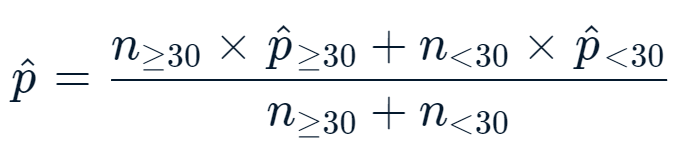 p̂ = (n≥30 × p̂≥30 + n<30 × p̂<30) / (n≥30 + n<30)